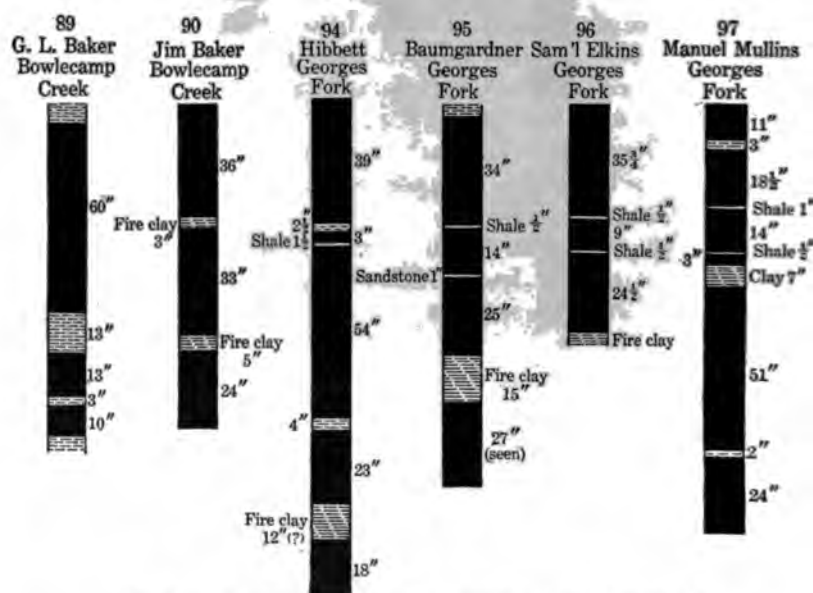 89
G. L. Baker
Bowlecamp
Creek
60″
13″
13″
3″
10″
90
Jim Baker
Bowlecamp
Creek
36″
Fire clay
3″
33″
Fire clay
5″
24″
94
Hibbett
Georges
Fork
39″
3″
Shale
54″
4″
23″
Fire clay
12″(?)
18″
95
Baumgardner
Georges
Fork
34″
Shale ½″
14″
Sandstone 1″
25″
Fire clay
15″
27″
(seen)
96
Sam'l Elkins
Georges
Fork
35¾″
Shale ½″
9″
Shale ½″
24½″
Fire clay
97
Manuel Mullins
Georges
Fork
11″
3″
18½″
Shale 1″
14″
Shale ½″
3″
Clay 7″
51″
2″
24″